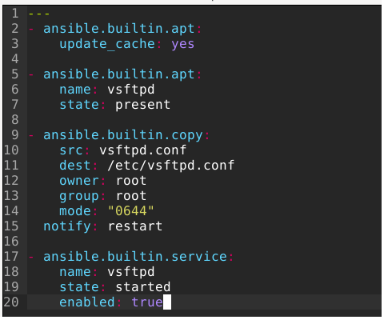 1 ---
2 - ansible.builtin.apt:
3     update_cache: yes
4
5 - ansible.builtin.apt:
6     name: vsftpd
7     state: present
8
9 - ansible.builtin.copy:
10     src: vsftpd.conf
11     dest: /etc/vsftpd.conf
12     owner: root
13     group: root
14     mode: "0644"
15   notify: restart
16
17 - ansible.builtin.service:
18     name: vsftpd
19     state: started
20     enabled: true